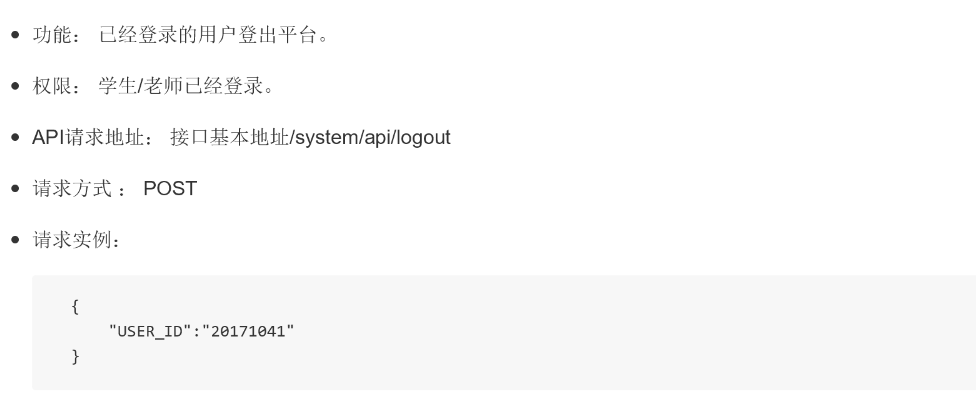 功能： 已经登录的用户登出平台。
权限： 学生/老师已经登录。
API请求地址： 接口基本地址/system/api/logout
请求方式 ： POST
请求实例：
{
    "USER_ID":"20171041"
}